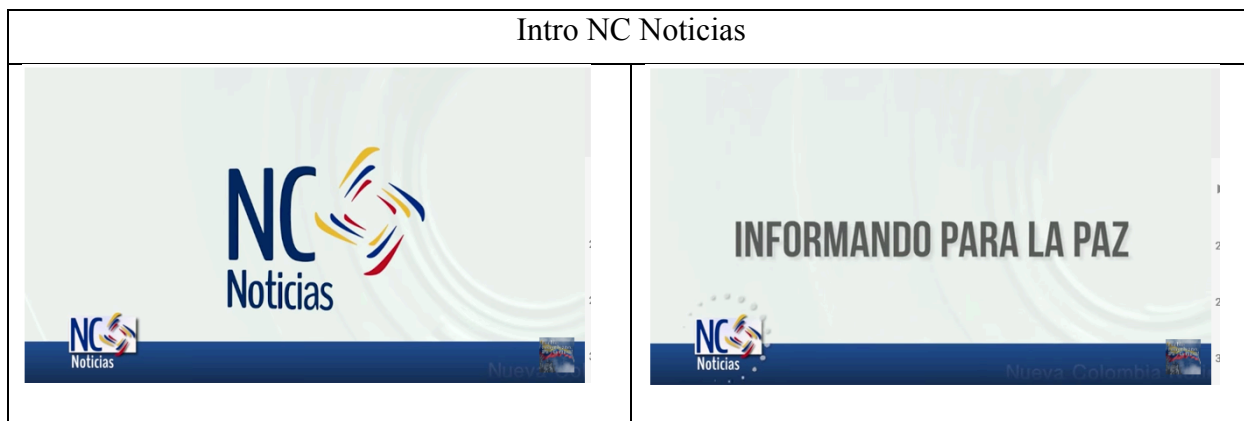 Intro NC Noticias
NC
Noticias
NC
Noticias
INFORMANDO PARA LA PAZ
NC
Noticias
Nueva Colombia